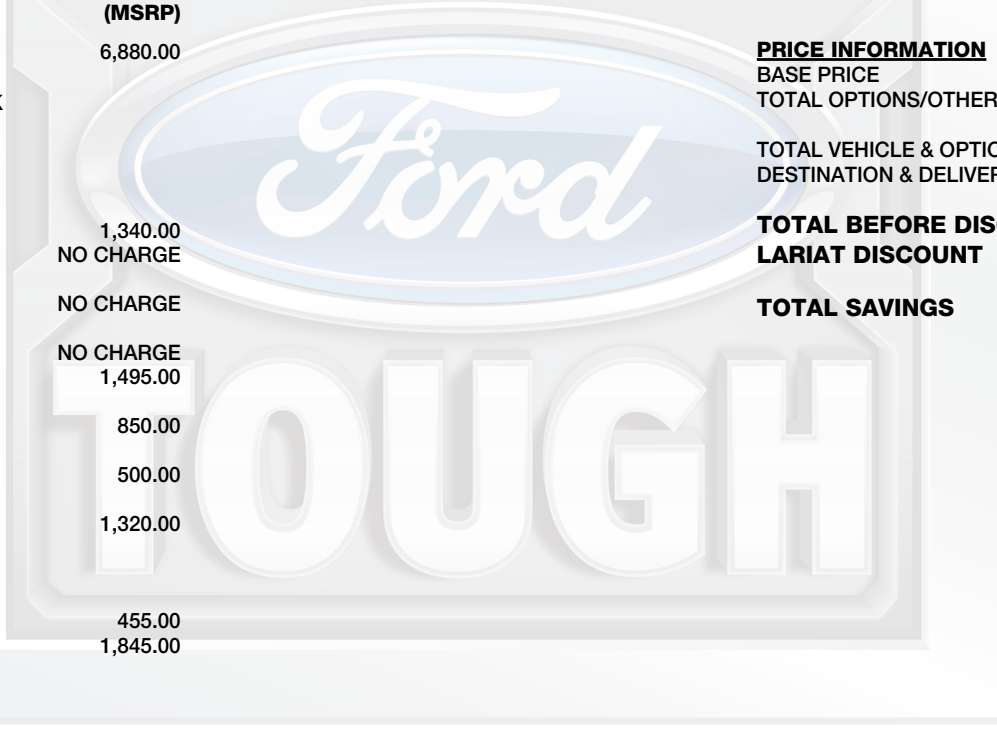 (MSRP)
6,880.00
1,340.00
NO CHARGE
NO CHARGE
NO CHARGE
1,495.00
850.00
500.00
1,320.00
455.00
1,845.00
PRICE INFORMATION
BASE PRICE
TOTAL OPTIONS/OTHER
TOTAL VEHICLE & OPTIO
DESTINATION & DELIVER
TOTAL BEFORE DISC
LARIAT DISCOUNT
TOTAL SAVINGS
Ford
TOUGH